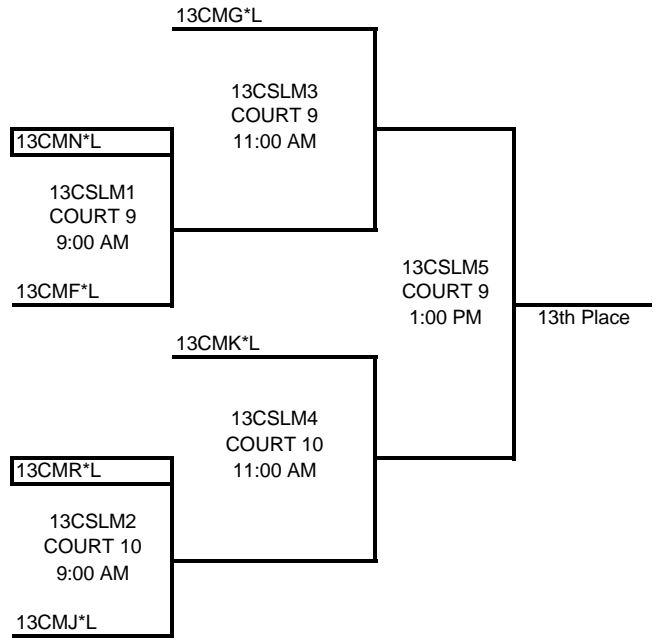 13CMG*L
13CSLM3
COURT 9
11:00 AM
13CMN*L
13CSLM1
COURT 9
9:00 AM
13CMF*L
13CSLM5
COURT 9
1:00 PM
13th Place
13CMK*L
13CSLM4
COURT 10
11:00 AM
13CMR*L
13CSLM2
COURT 10
9:00 AM
13CMJ*L